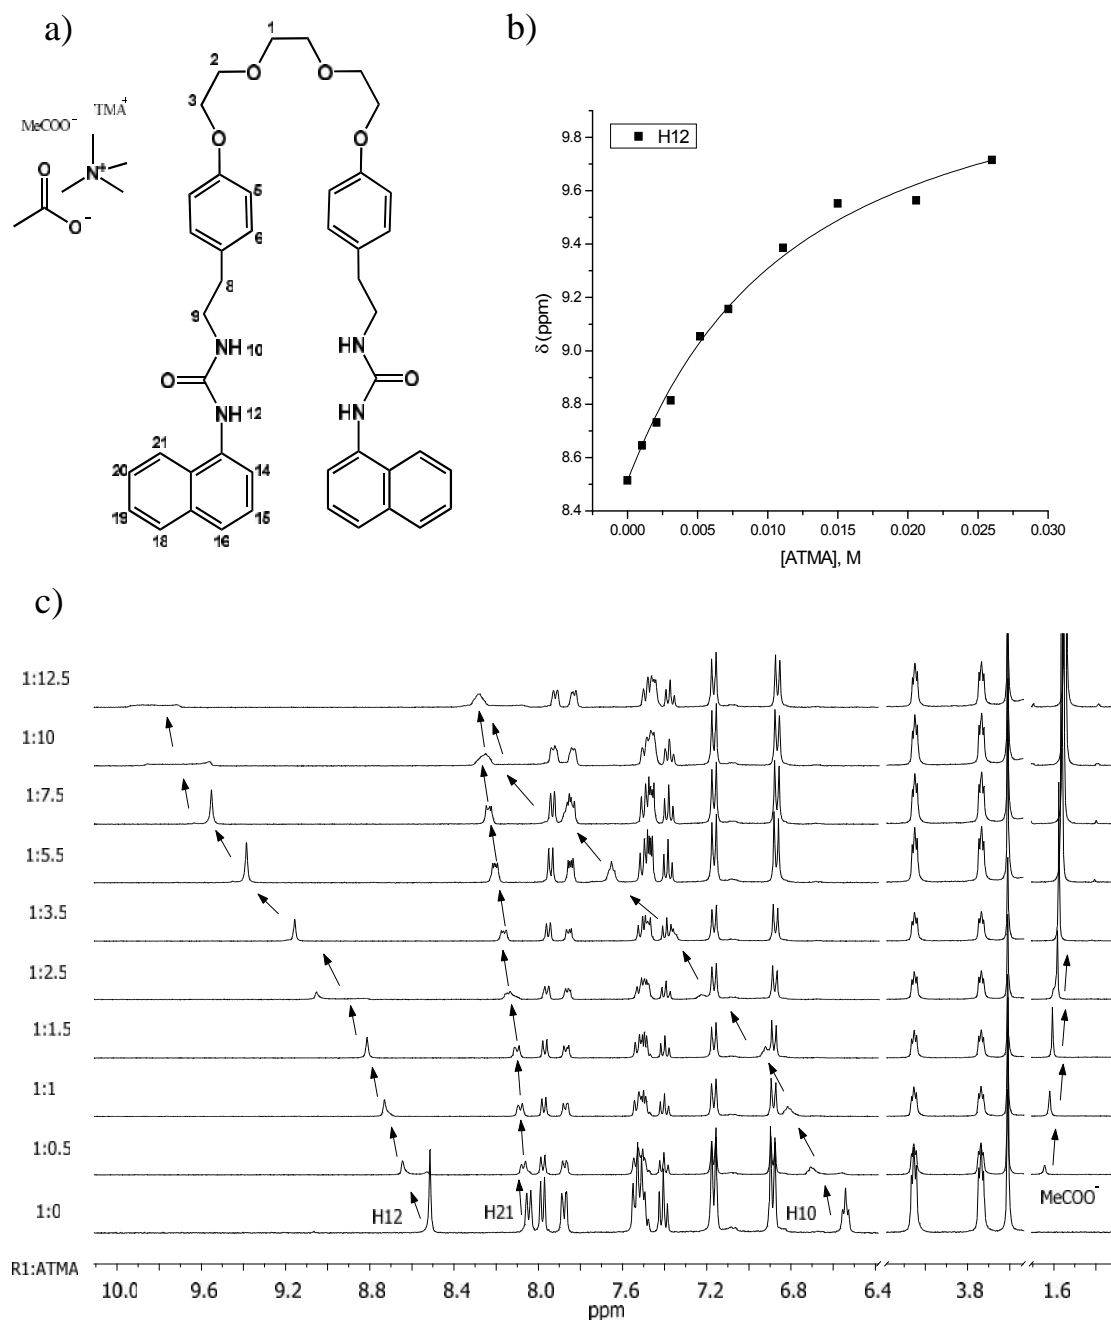 a)
1
2
O
O
3
O
O
MeCOO⁻
TMA⁺
O
N⁺
O⁻
5
6
8
9
NH 10
HN
O
O
NH 12
HN
21
20
14
19
15
18
16
b)
H12
9.8
9.6
9.4
9.2
9.0
8.8
8.6
8.4
δ (ppm)
0.000 0.005 0.010 0.015 0.020 0.025 0.030
[ATMA], M
c)
1:12.5
1:10
1:7.5
1:5.5
1:3.5
1:2.5
1:1.5
1:1
1:0.5
1:0
H12
H21
H10
MeCOO⁻
R1:ATMA
10.0 9.6 9.2 8.8 8.4 8.0 7.6 7.2 6.8 6.4 3.8 1.6
ppm